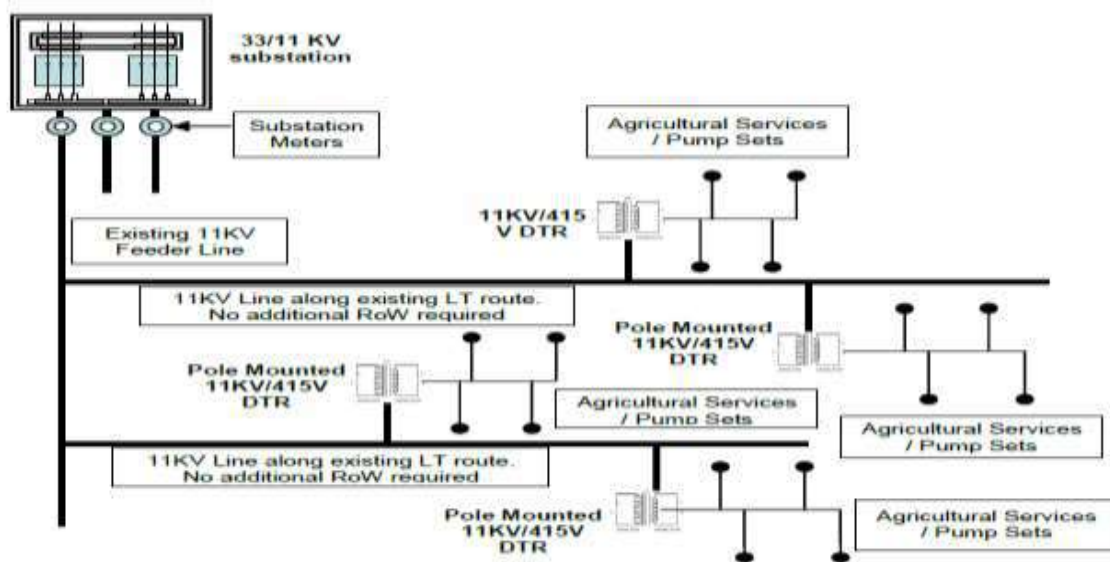 33/11 KV
substation
Substation
Meters
Agricultural Services
/ Pump Sets
11KV/415
V DTR
Existing 11KV
Feeder Line
11KV Line along existing LT route.
No additional RoW required
Pole Mounted
11KV/415V
DTR
Pole Mounted
11KV/415V
DTR
Agricultural Services
/ Pump Sets
Agricultural Services
/ Pump Sets
11KV Line along existing LT route.
No additional RoW required
Pole Mounted
11KV/415V
DTR
Agricultural Services
/ Pump Sets